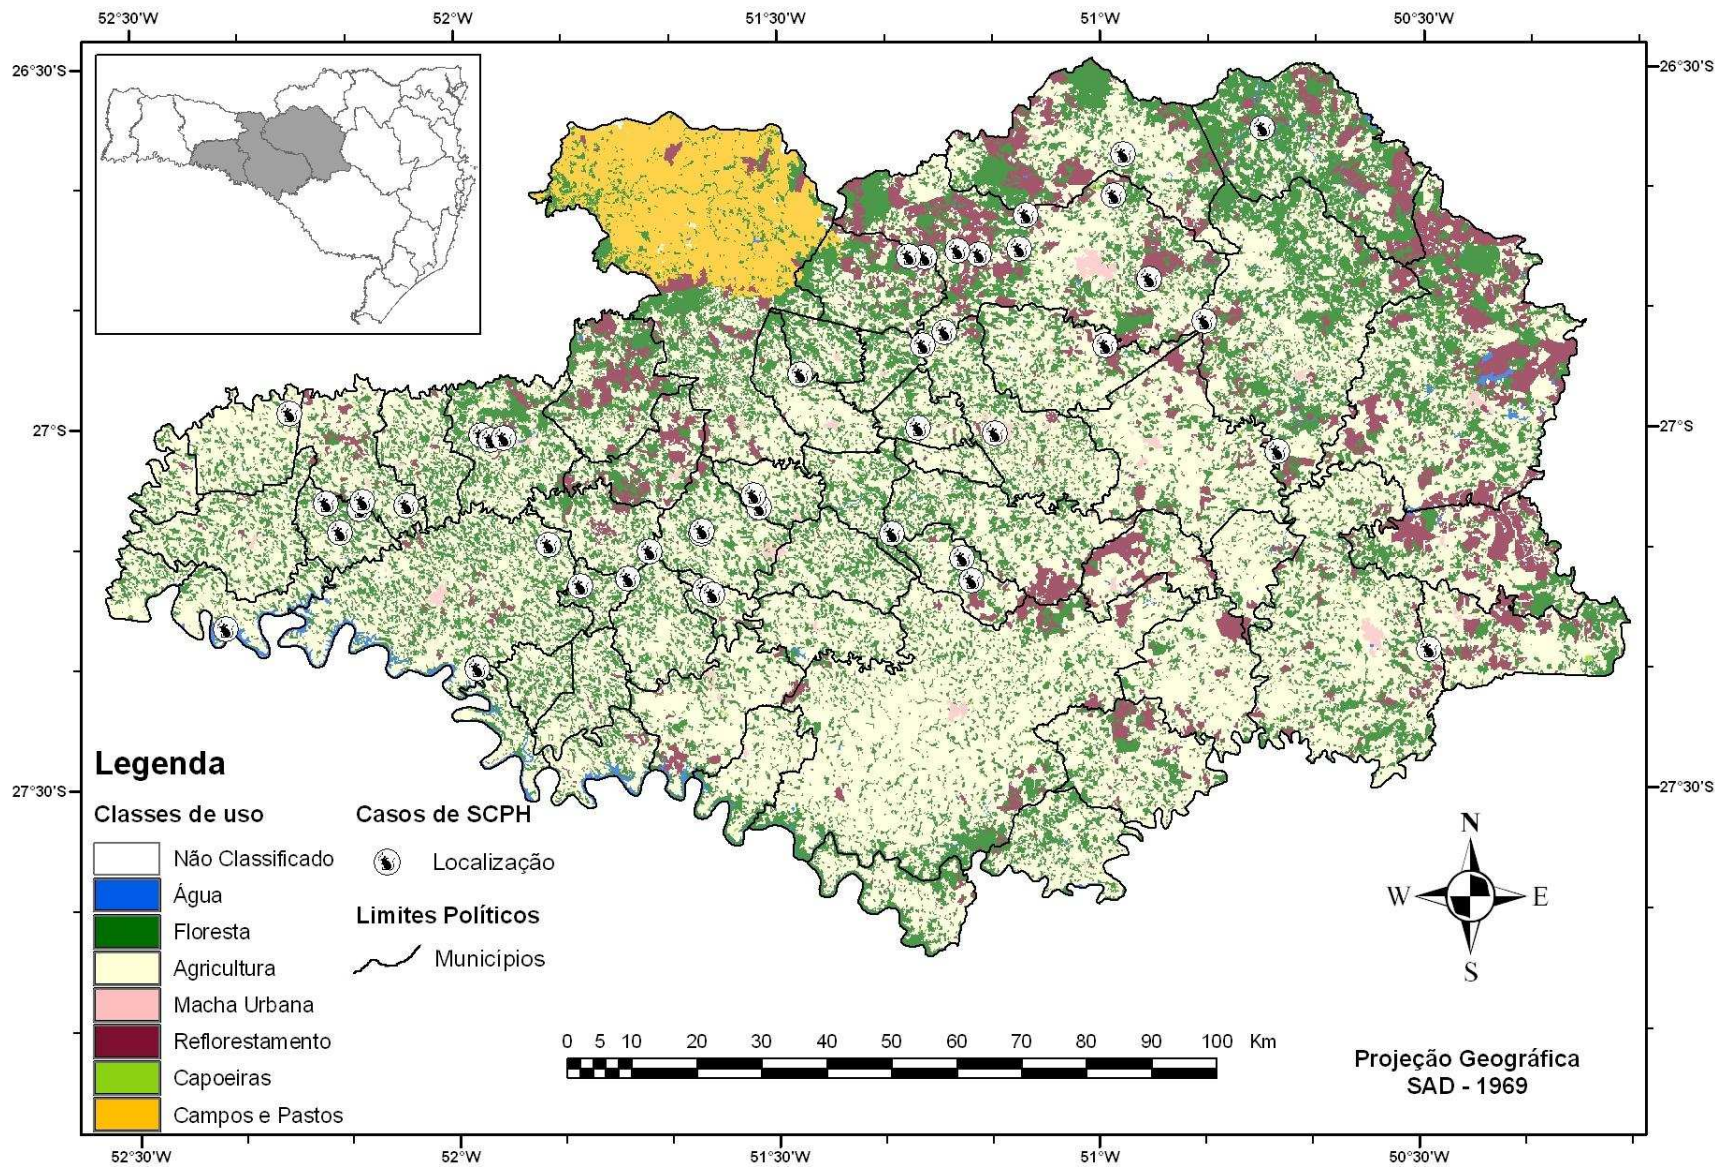 52°30'W 52°W 51°30'W 51°W 50°30'W
26°30'S 26°30'S
27°S 27°S
27°30'S 27°30'S
Legenda
Classes de uso
Não Classificado
Água
Floresta
Agricultura
Macha Urbana
Reflorestamento
Capoeiras
Campos e Pastos
Casos de SCPH
Localização
Limites Políticos
Municípios
N
W E
S
0 5 10 20 30 40 50 60 70 80 90 100 Km
Projeção Geográfica
SAD - 1969
52°30'W 52°W 51°30'W 51°W 50°30'W